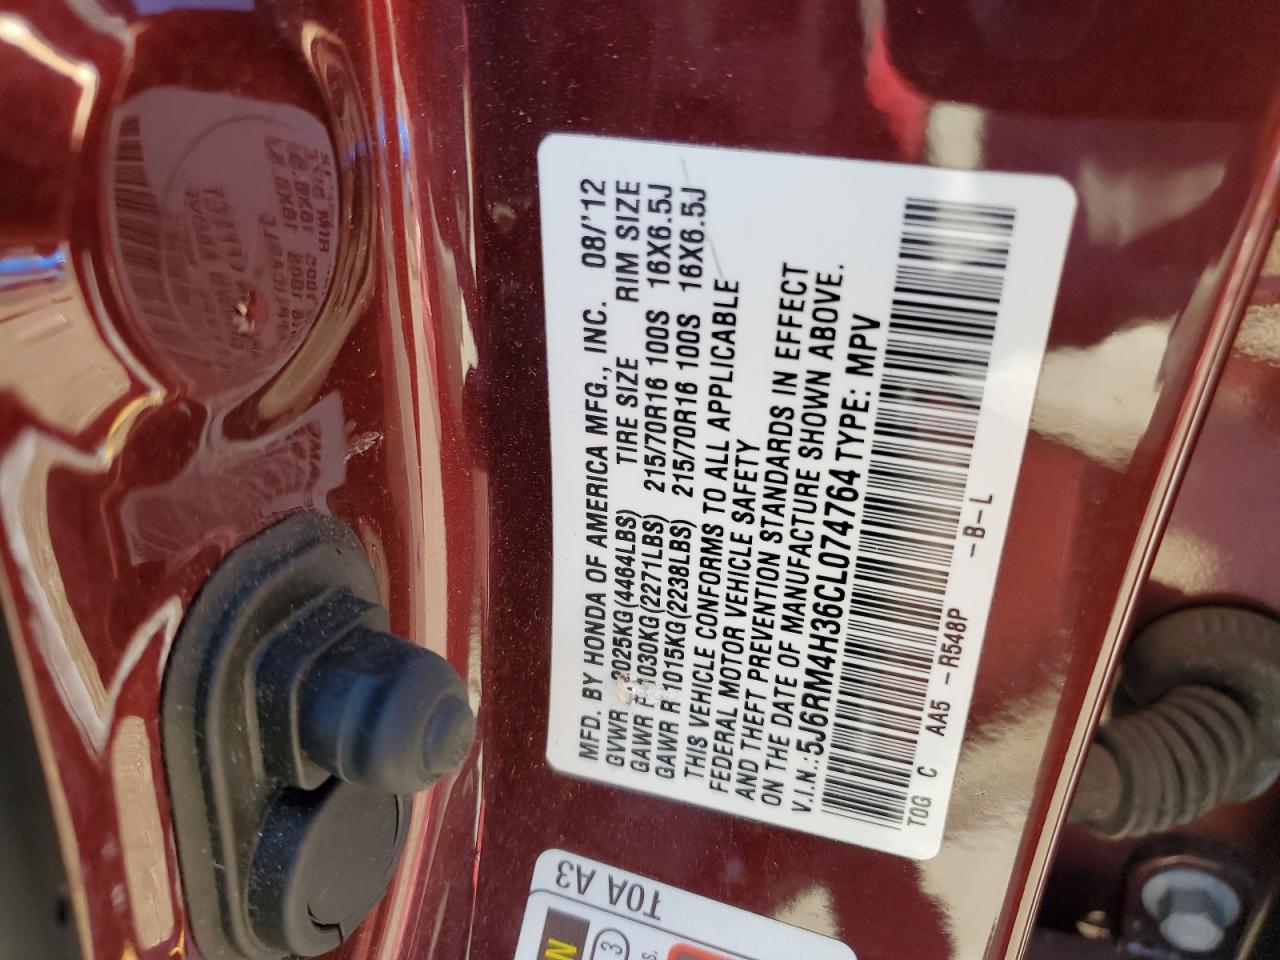 MFD. BY HONDA OF AMERICA MFG., INC. 08/'12
GVWR 2025KG(4464LBS) TIRE SIZE RIM SIZE
GAWR F 1030KG(2271LBS) 215/70R16 100S 16X6.5J
GAWR R 1015KG(2238LBS) 215/70R16 100S 16X6.5J
THIS VEHICLE CONFORMS TO ALL APPLICABLE
FEDERAL MOTOR VEHICLE SAFETY
AND THEFT PREVENTION STANDARDS IN EFFECT
ON THE DATE OF MANUFACTURE SHOWN ABOVE.
V.I.N.:5J6RM4H36CL074764 TYPE: MPV
TOG C AA5 -R548P -B-L
TOA A3
3